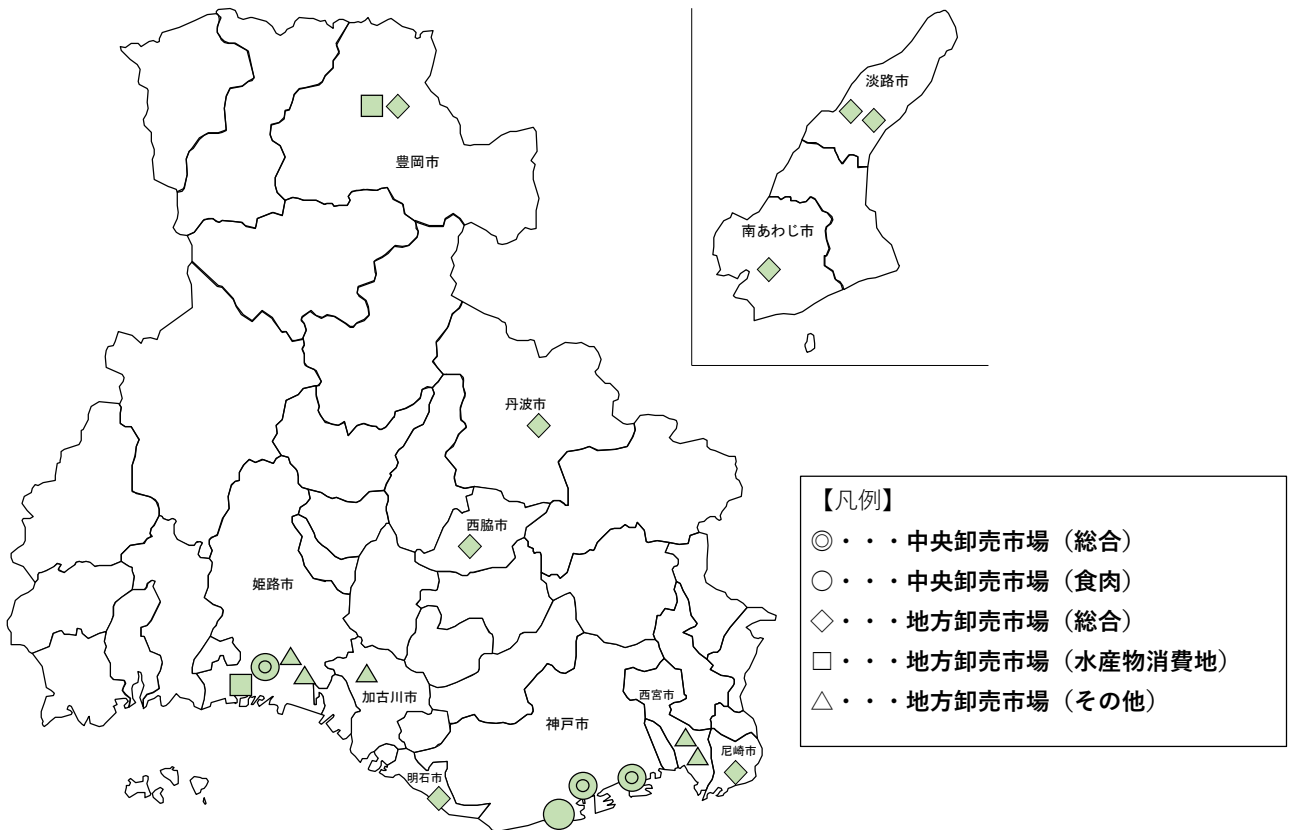 淡路市
豊岡市
南あわじ市
丹波市
西脇市
姫路市
加古川市
西宮市
神戸市
尼崎市
明石市
【凡例】
◎・・・中央卸売市場（総合）
○・・・中央卸売市場（食肉）
◇・・・地方卸売市場（総合）
□・・・地方卸売市場（水産物消費地）
△・・・地方卸売市場（その他）